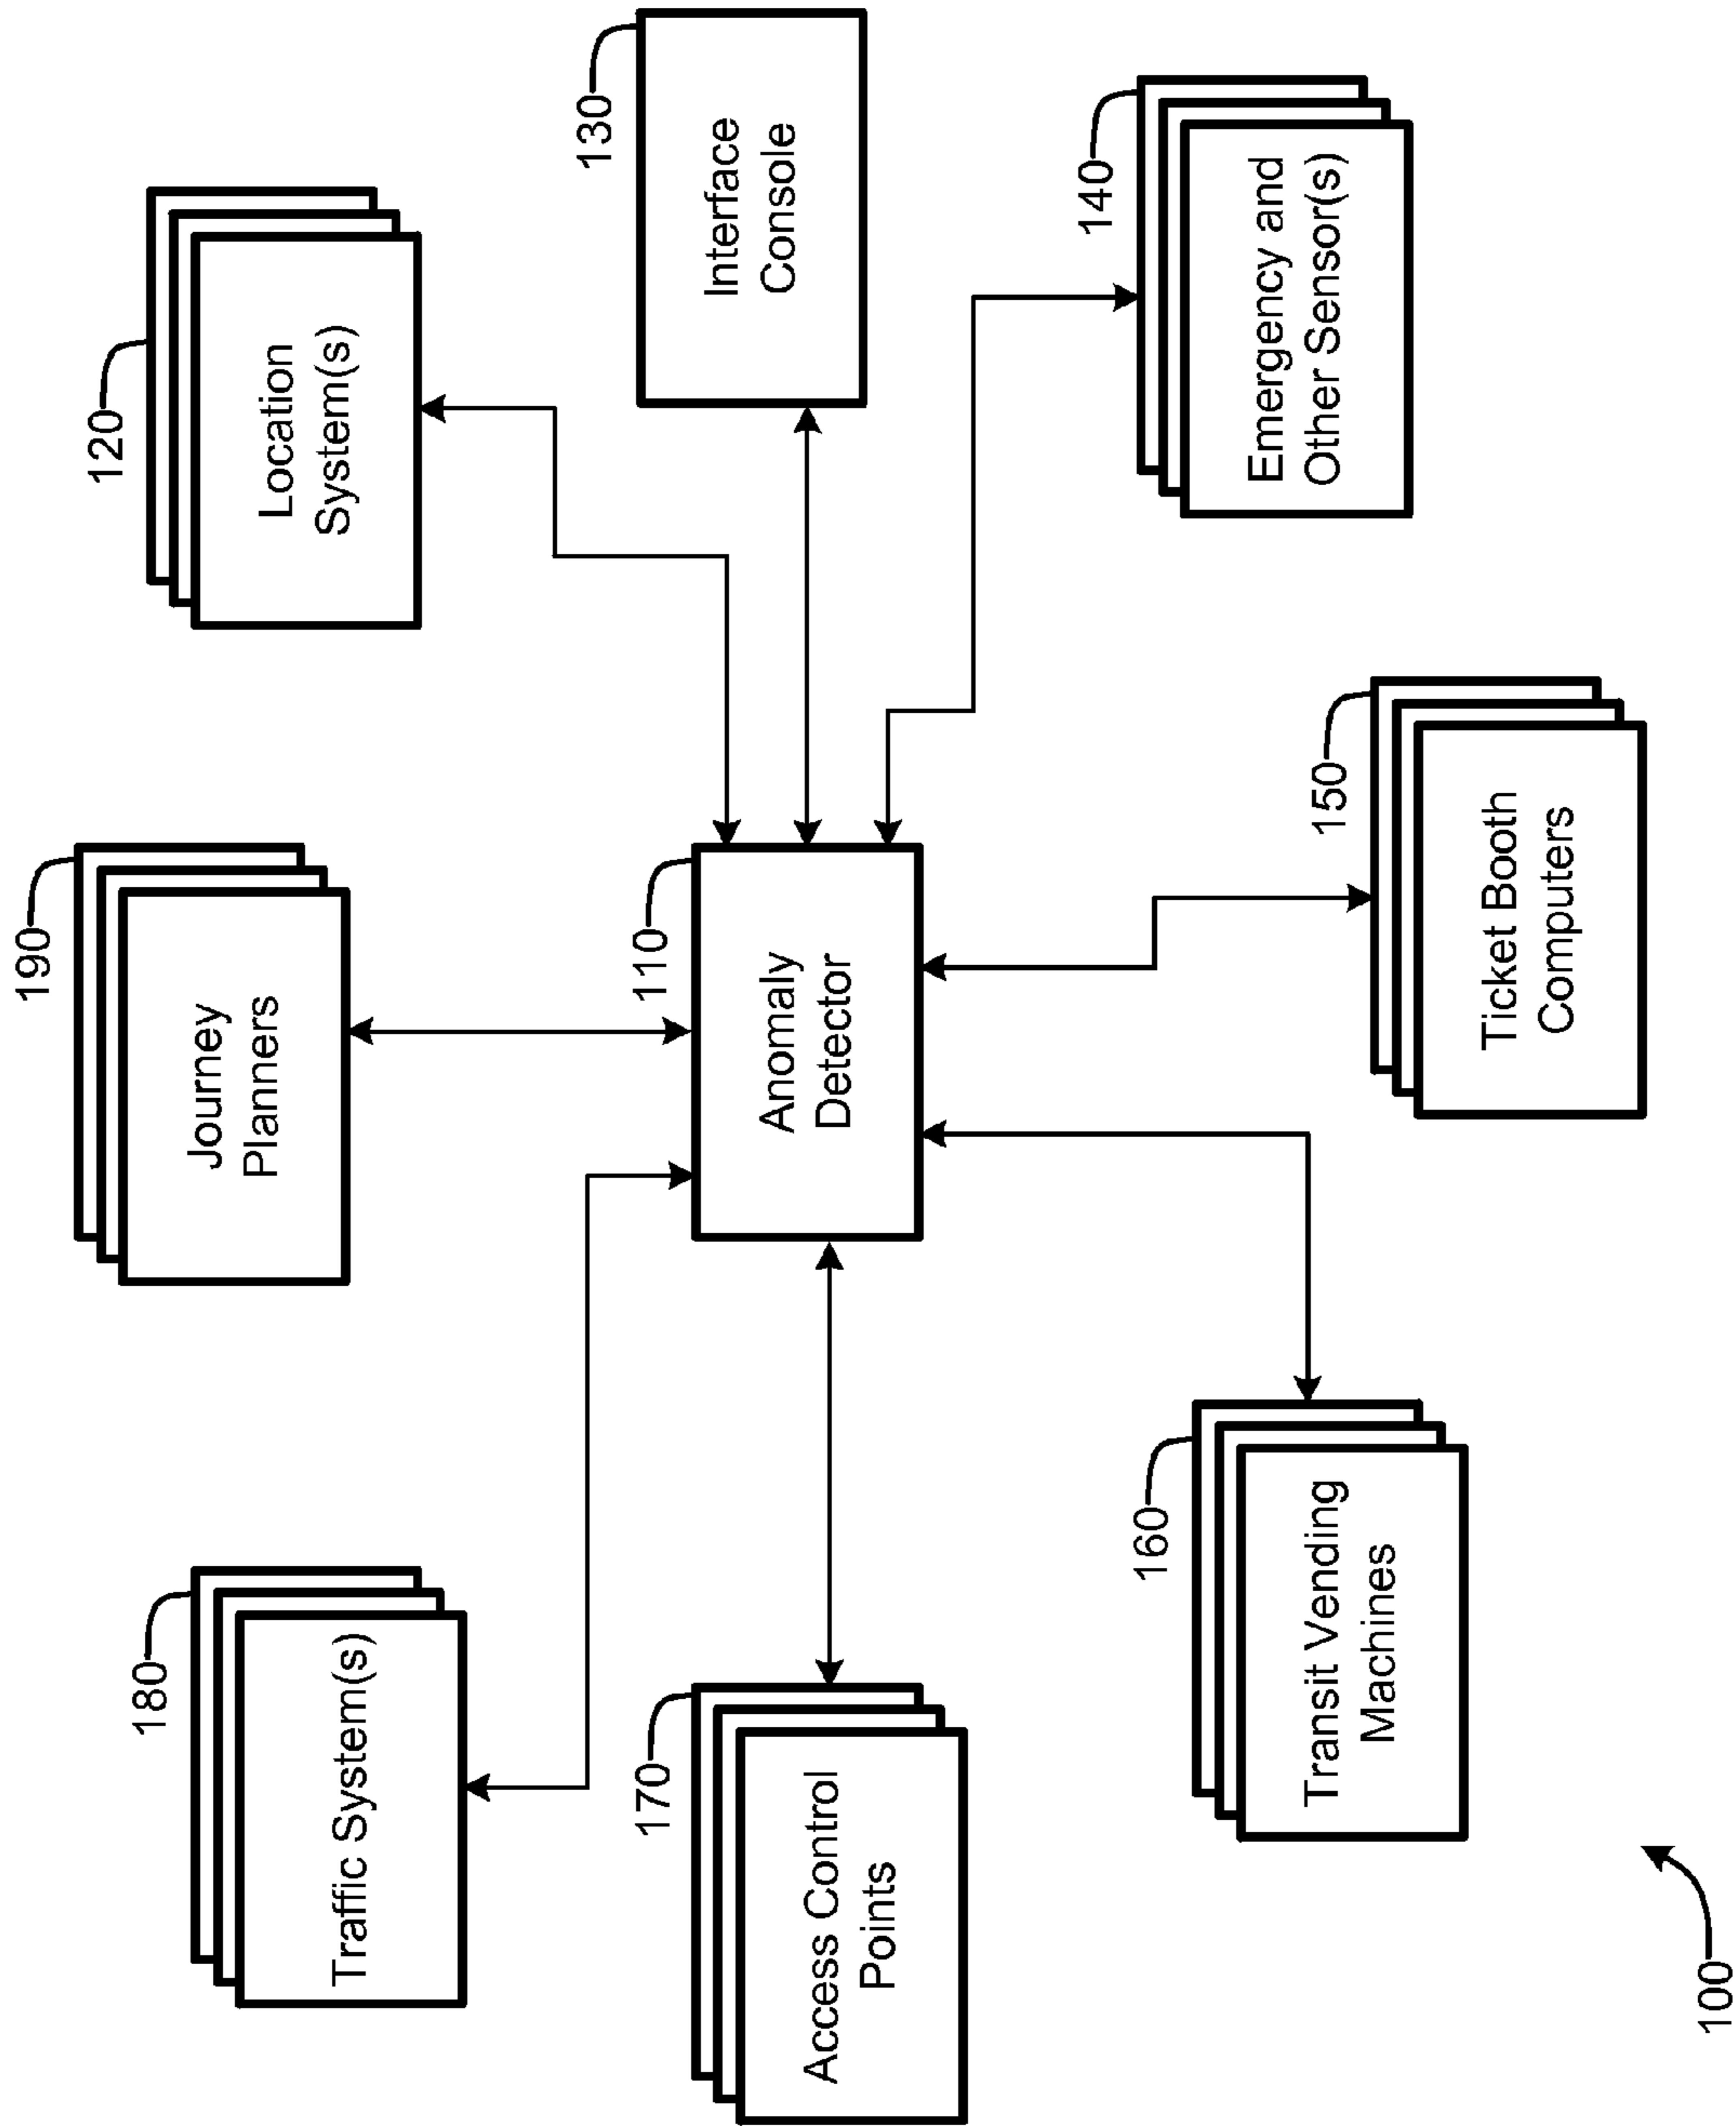 190
Journey
Planners
180
Traffic System(s)
120
Location
System(s)
170
Access Control
Points
110
Anomaly
Detector
130
Interface
Console
160
Transit Vending
Machines
150
Ticket Booth
Computers
140
Emergency and
Other Sensor(s)
100